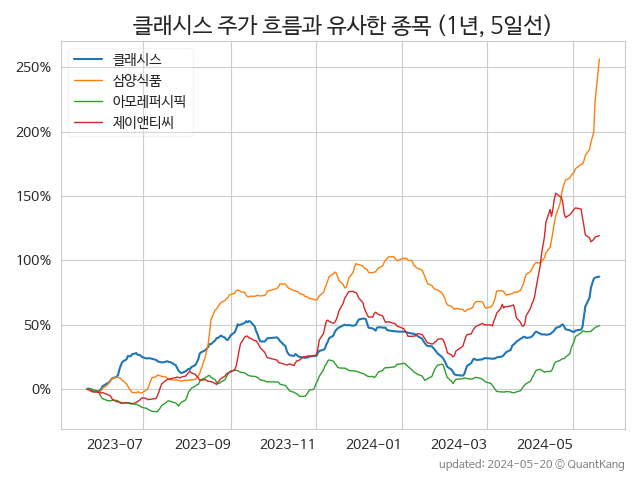 클래시스 주가 흐름과 유사한 종목 (1년, 5일선)
클래시스
삼양식품
아모레퍼시픽
제이앤티씨
250%
200%
150%
100%
50%
0%
2023-07 2023-09 2023-11 2024-01 2024-03 2024-05
updated: 2024-05-20 © QuantKang